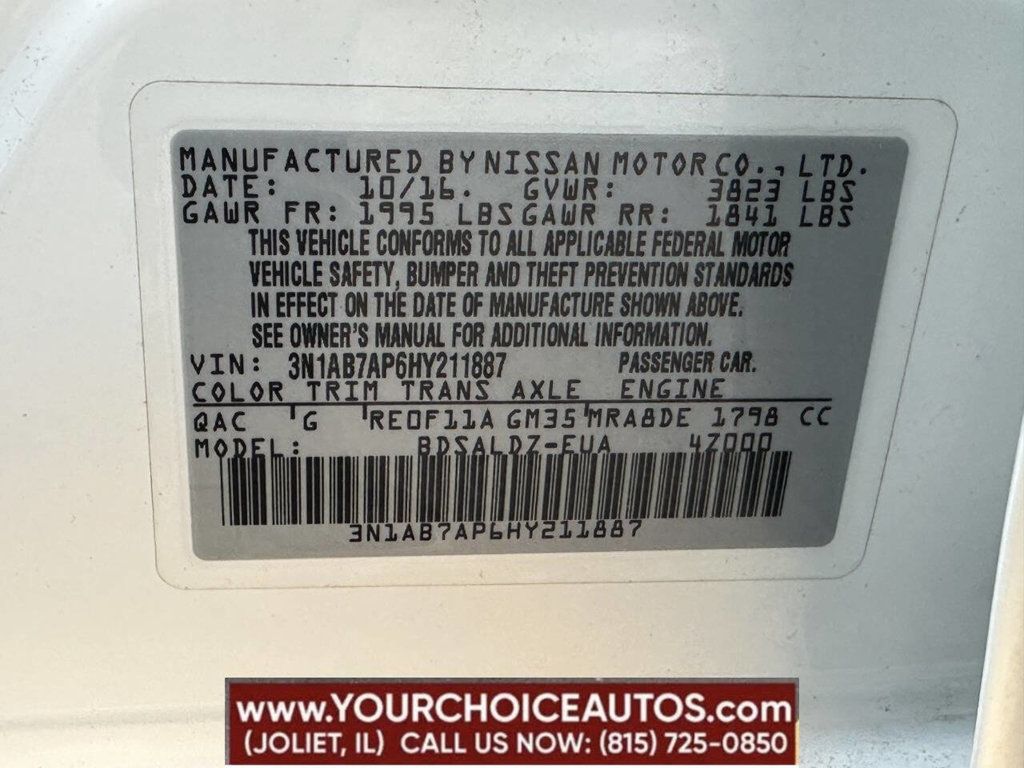 MANUFACTURED BY NISSAN MOTOR CO., LTD.
DATE: 10/16. GVWR: 3823 LBS
GAWR FR: 1995 LBS GAWR RR: 1841 LBS
THIS VEHICLE CONFORMS TO ALL APPLICABLE FEDERAL MOTOR
VEHICLE SAFETY, BUMPER AND THEFT PREVENTION STANDARDS
IN EFFECT ON THE DATE OF MANUFACTURE SHOWN ABOVE.
SEE OWNER'S MANUAL FOR ADDITIONAL INFORMATION.
VIN: 3N1AB7AP6HY211887 PASSENGER CAR.
COLOR TRIM TRANS AXLE ENGINE
QAC G RE0F11A GM35 MRA8DE 1798 CC
MODEL: BDSALDZ-EUA 4Z000
3N1AB7AP6HY211887
WWW.YOURCHOICEAUTOS.com
(JOLIET, IL) CALL US NOW: (815) 725-0850